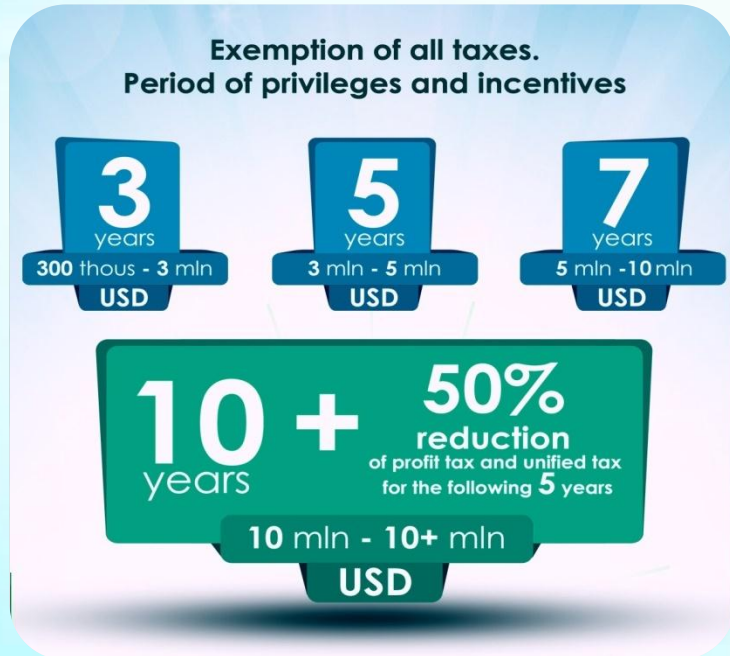 Exemption of all taxes.
Period of privileges and incentives
3
years
300 thous - 3 mln
USD
5
years
3 mln - 5 mln
USD
7
years
5 mln -10 mln
USD
10
years
+
50%
reduction
of profit tax and unified tax
for the following 5 years
10 mln - 10+ mln
USD